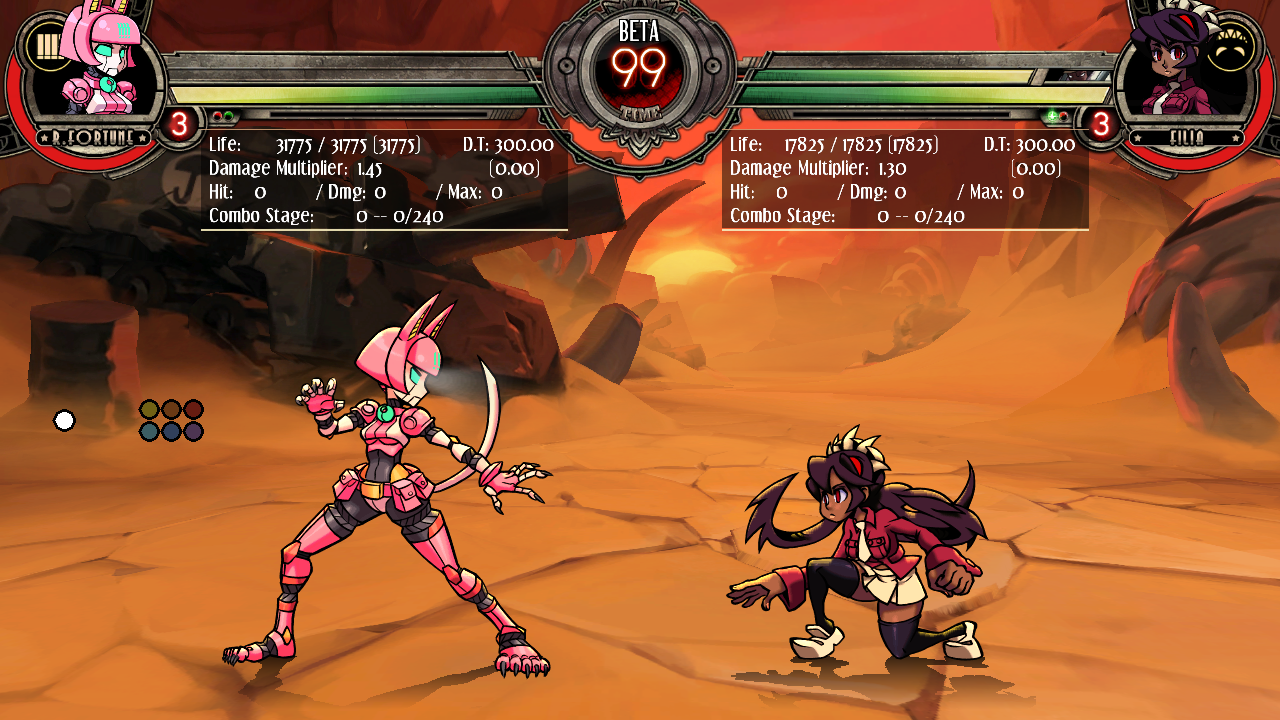 BETA
99
TIME
R. FORTUNE
3
3
FILIA
Life: 31775 / 31775 (31775) D.T: 300.00
Damage Multiplier: 1.45 (0.00)
Hit: 0 / Dmg: 0 / Max: 0
Combo Stage: 0 -- 0/240
Life: 17825 / 17825 (17825) D.T: 300.00
Damage Multiplier: 1.30 (0.00)
Hit: 0 / Dmg: 0 / Max: 0
Combo Stage: 0 -- 0/240